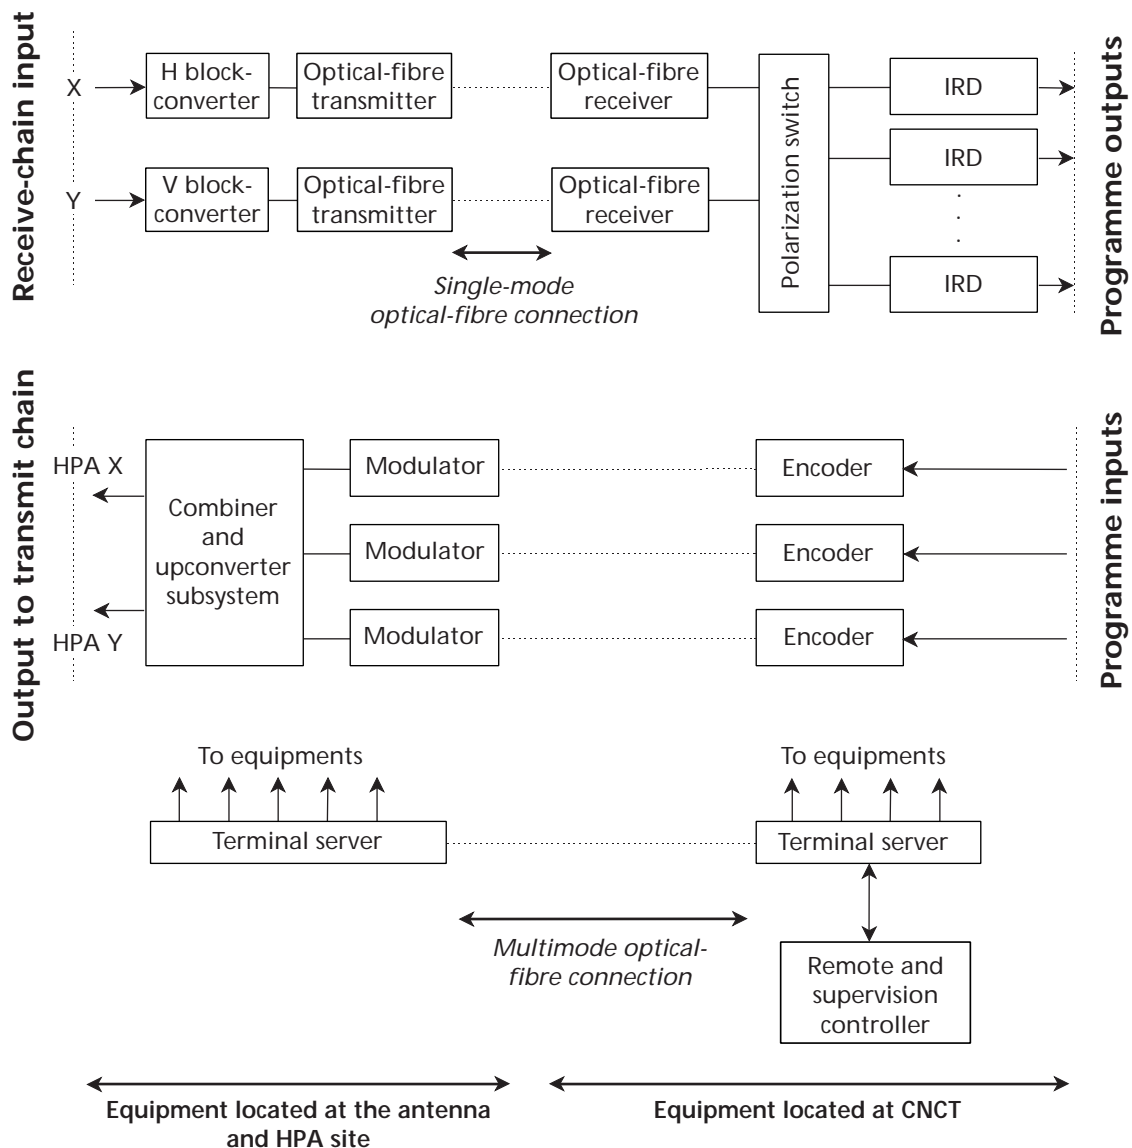 Receive-chain input
X
H block-
converter
Optical-fibre
transmitter
Optical-fibre
receiver
Polarization switch
IRD
Programme outputs
IRD
Y
V block-
converter
Optical-fibre
transmitter
Optical-fibre
receiver
IRD
Single-mode
optical-fibre connection
Output to transmit chain
HPA X
Combiner
and
upconverter
subsystem
HPA Y
Modulator
Encoder
Modulator
Encoder
Modulator
Encoder
Programme inputs
To equipments
Terminal server
To equipments
Terminal server
Multimode optical-
fibre connection
Remote and
supervision
controller
Equipment located at the antenna
and HPA site
Equipment located at CNCT